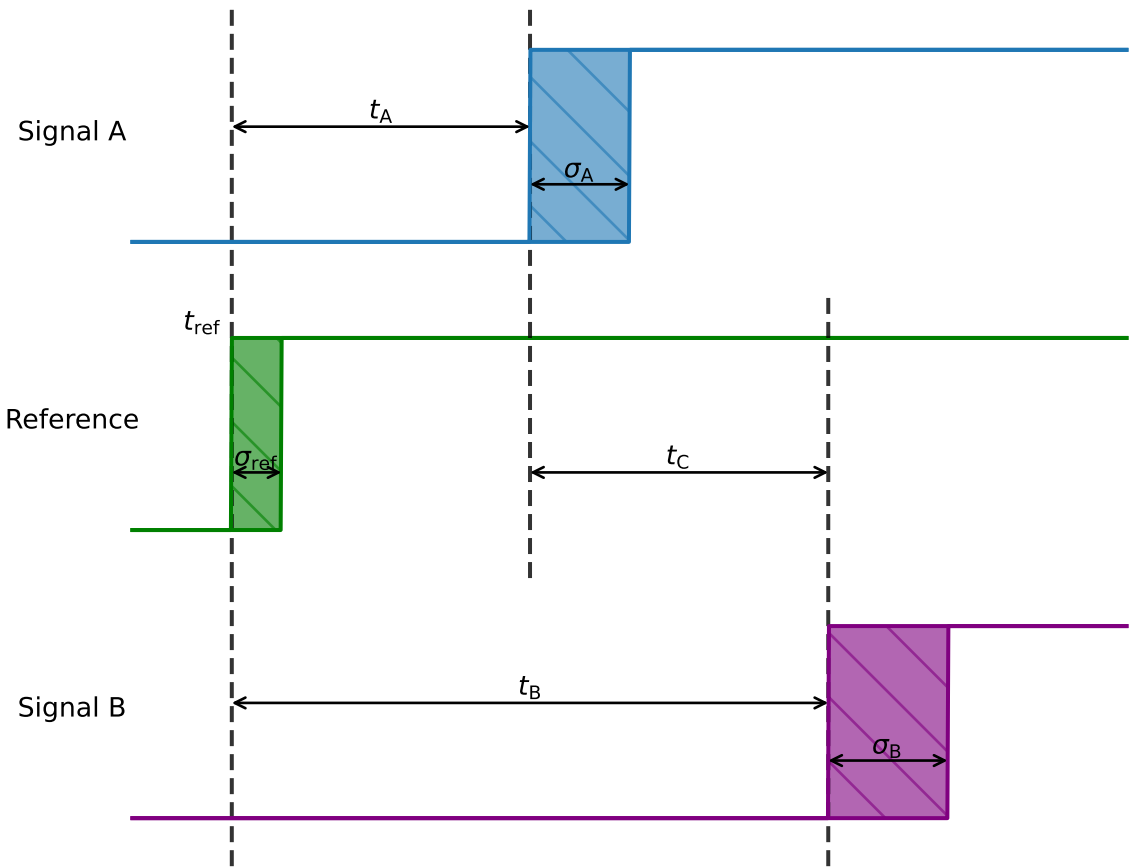 t_A
Signal A
σ_A
t_ref
Reference
σ_ref
t_C
t_B
Signal B
σ_B